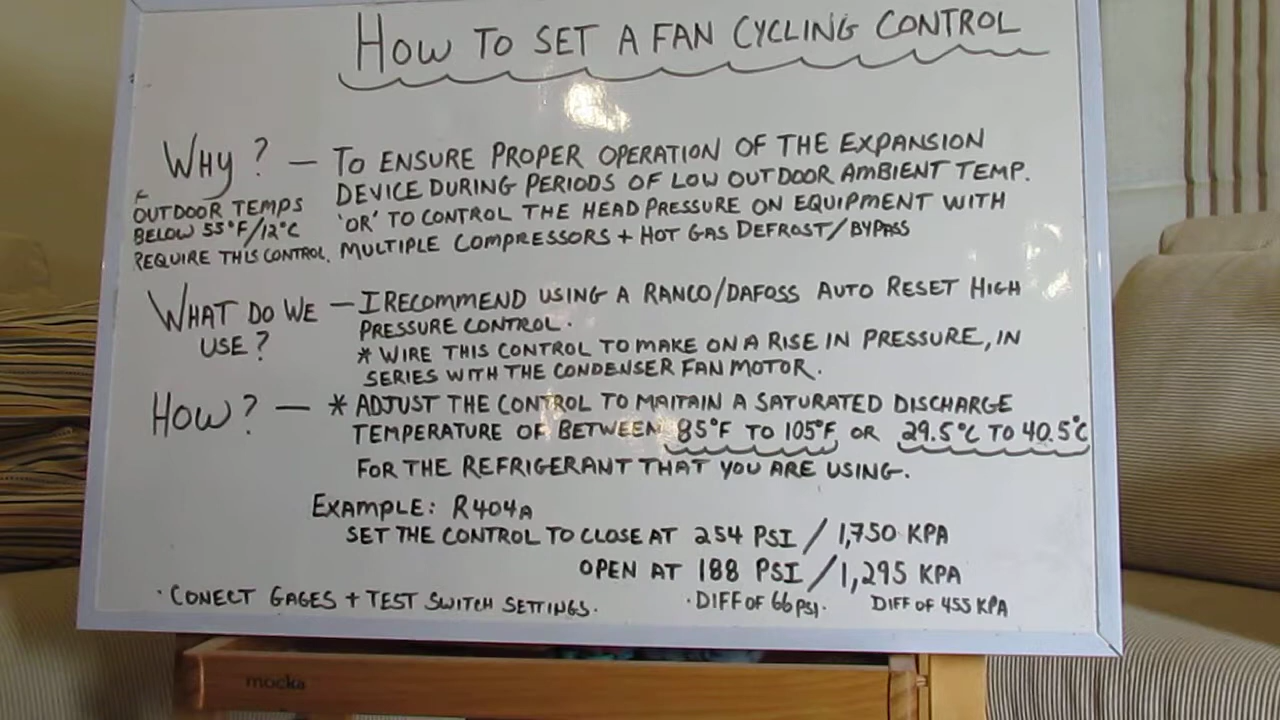 HOW TO SET A FAN CYCLING CONTROL
WHY? — TO ENSURE PROPER OPERATION OF THE EXPANSION
DEVICE DURING PERIODS OF LOW OUTDOOR AMBIENT TEMP.
'OR' TO CONTROL THE HEAD PRESSURE ON EQUIPMENT WITH
MULTIPLE COMPRESSORS + HOT GAS DEFROST/BYPASS
OUTDOOR TEMPS
BELOW 55°F/12°C
REQUIRE THIS CONTROL.
WHAT DO WE
USE?
— I RECOMMEND USING A RANCO/DAFOSS AUTO RESET HIGH
PRESSURE CONTROL.
* WIRE THIS CONTROL TO MAKE ON A RISE IN PRESSURE, IN
SERIES WITH THE CONDENSER FAN MOTOR.
HOW? — * ADJUST THE CONTROL TO MAITAIN A SATURATED DISCHARGE
TEMPERATURE OF BETWEEN 85°F TO 105°F OR 29.5°C TO 40.5°C
FOR THE REFRIGERANT THAT YOU ARE USING.
EXAMPLE: R404A
SET THE CONTROL TO CLOSE AT 254 PSI / 1,750 KPA
OPEN AT 188 PSI / 1,295 KPA
· CONECT GAGES + TEST SWITCH SETTINGS. · DIFF OF 66 PSI. DIFF OF 455 KPA
mocka